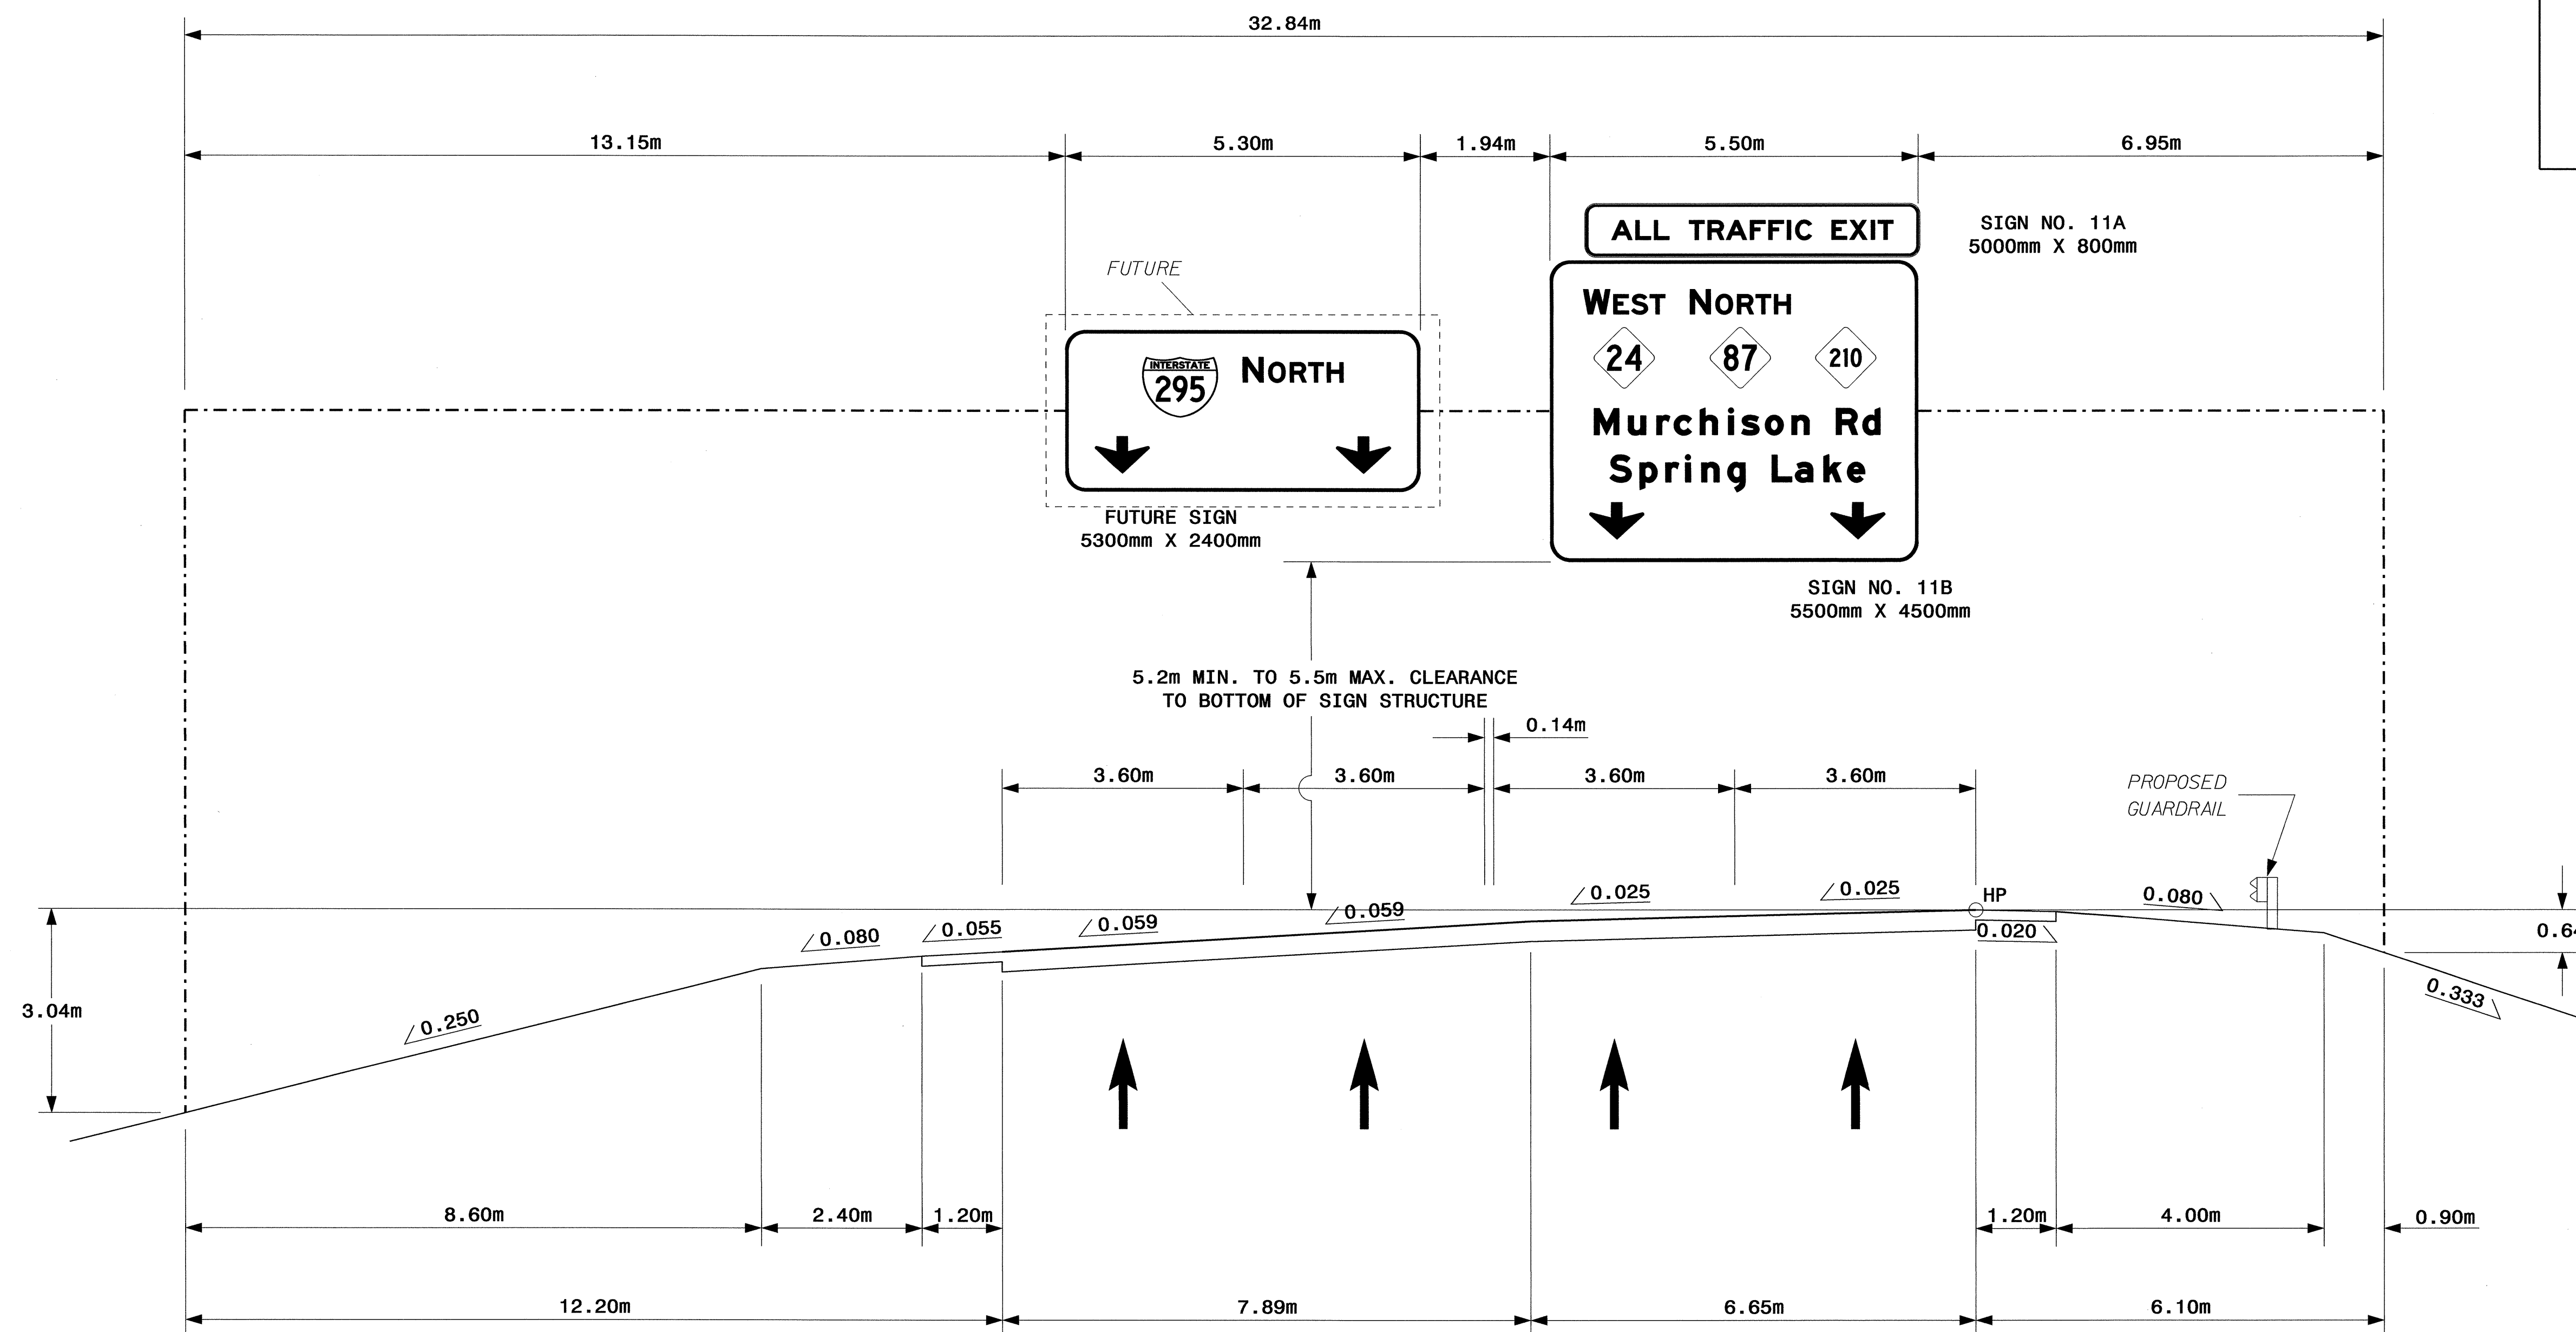 32.84m
13.15m
5.30m
1.94m
5.50m
6.95m
ALL TRAFFIC EXIT
SIGN NO. 11A
5000mm X 800mm
FUTURE
INTERSTATE
295
NORTH
WEST NORTH
24
87
210
Murchison Rd
Spring Lake
FUTURE SIGN
5300mm X 2400mm
SIGN NO. 11B
5500mm X 4500mm
5.2m MIN. TO 5.5m MAX. CLEARANCE
TO BOTTOM OF SIGN STRUCTURE
0.14m
3.60m
3.60m
3.60m
3.60m
PROPOSED
GUARDRAIL
0.250
0.080
0.055
0.059
0.059
0.025
0.025
HP
0.020
0.080
0.333
3.04m
8.60m
2.40m
1.20m
1.20m
4.00m
0.90m
12.20m
7.89m
6.65m
6.10m